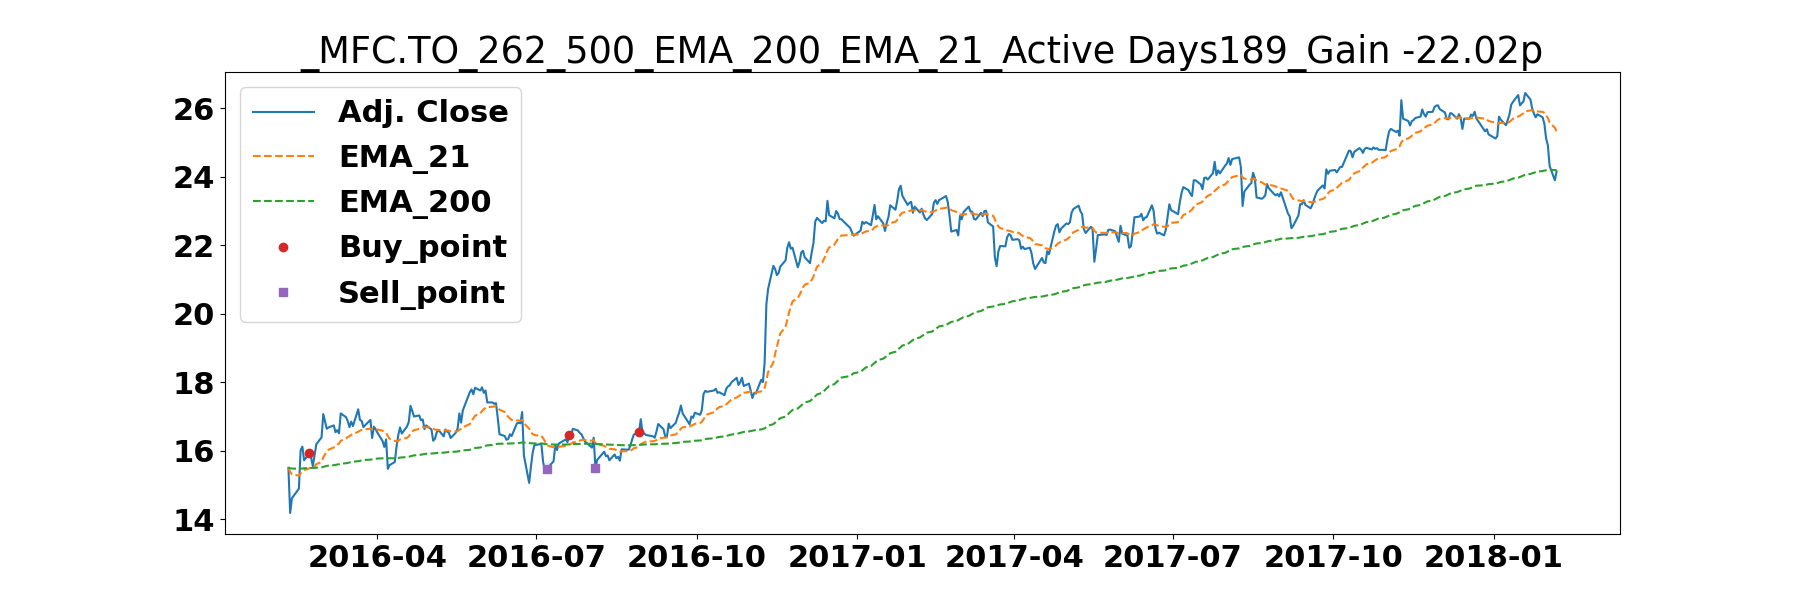 _MFC.TO_262_500_EMA_200_EMA_21_Active Days189_Gain -22.02p
Adj. Close
EMA_21
EMA_200
Buy_point
Sell_point
26
24
22
20
18
16
14
2016-04 2016-07 2016-10 2017-01 2017-04 2017-07 2017-10 2018-01